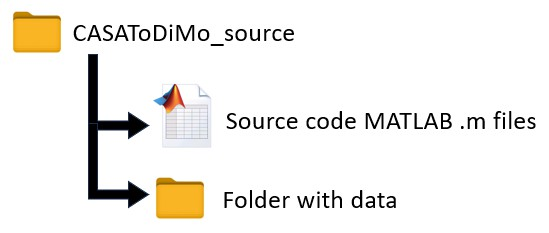 CASAToDiMo_source
Source code MATLAB .m files
Folder with data